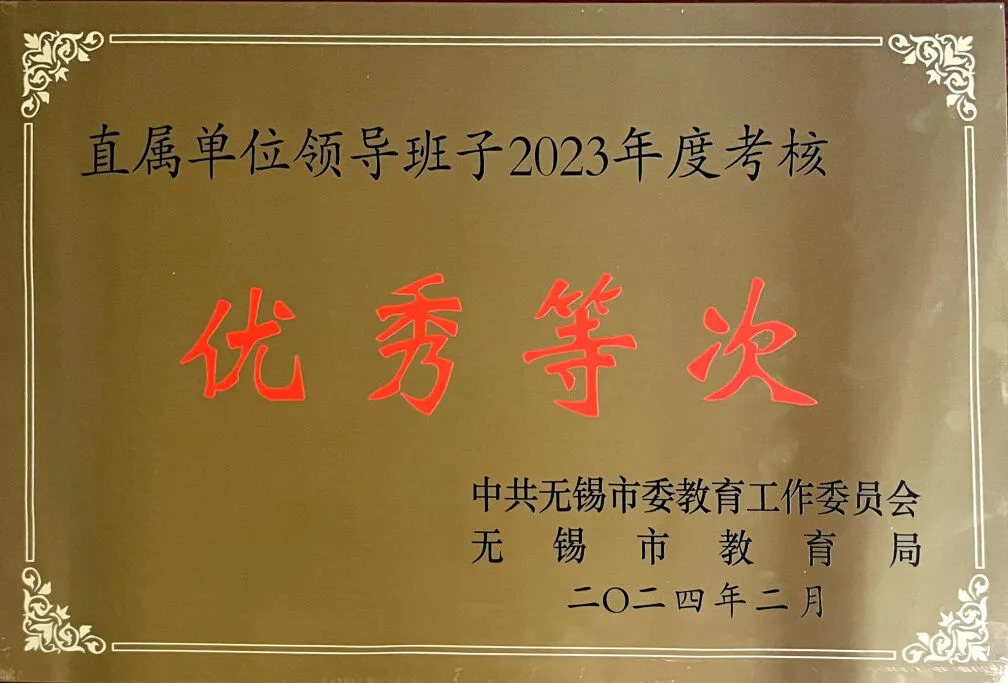 直属单位领导班子2023年度考核
优秀等次
中共无锡市委教育工作委员会
无锡市教育局
二〇二四年二月